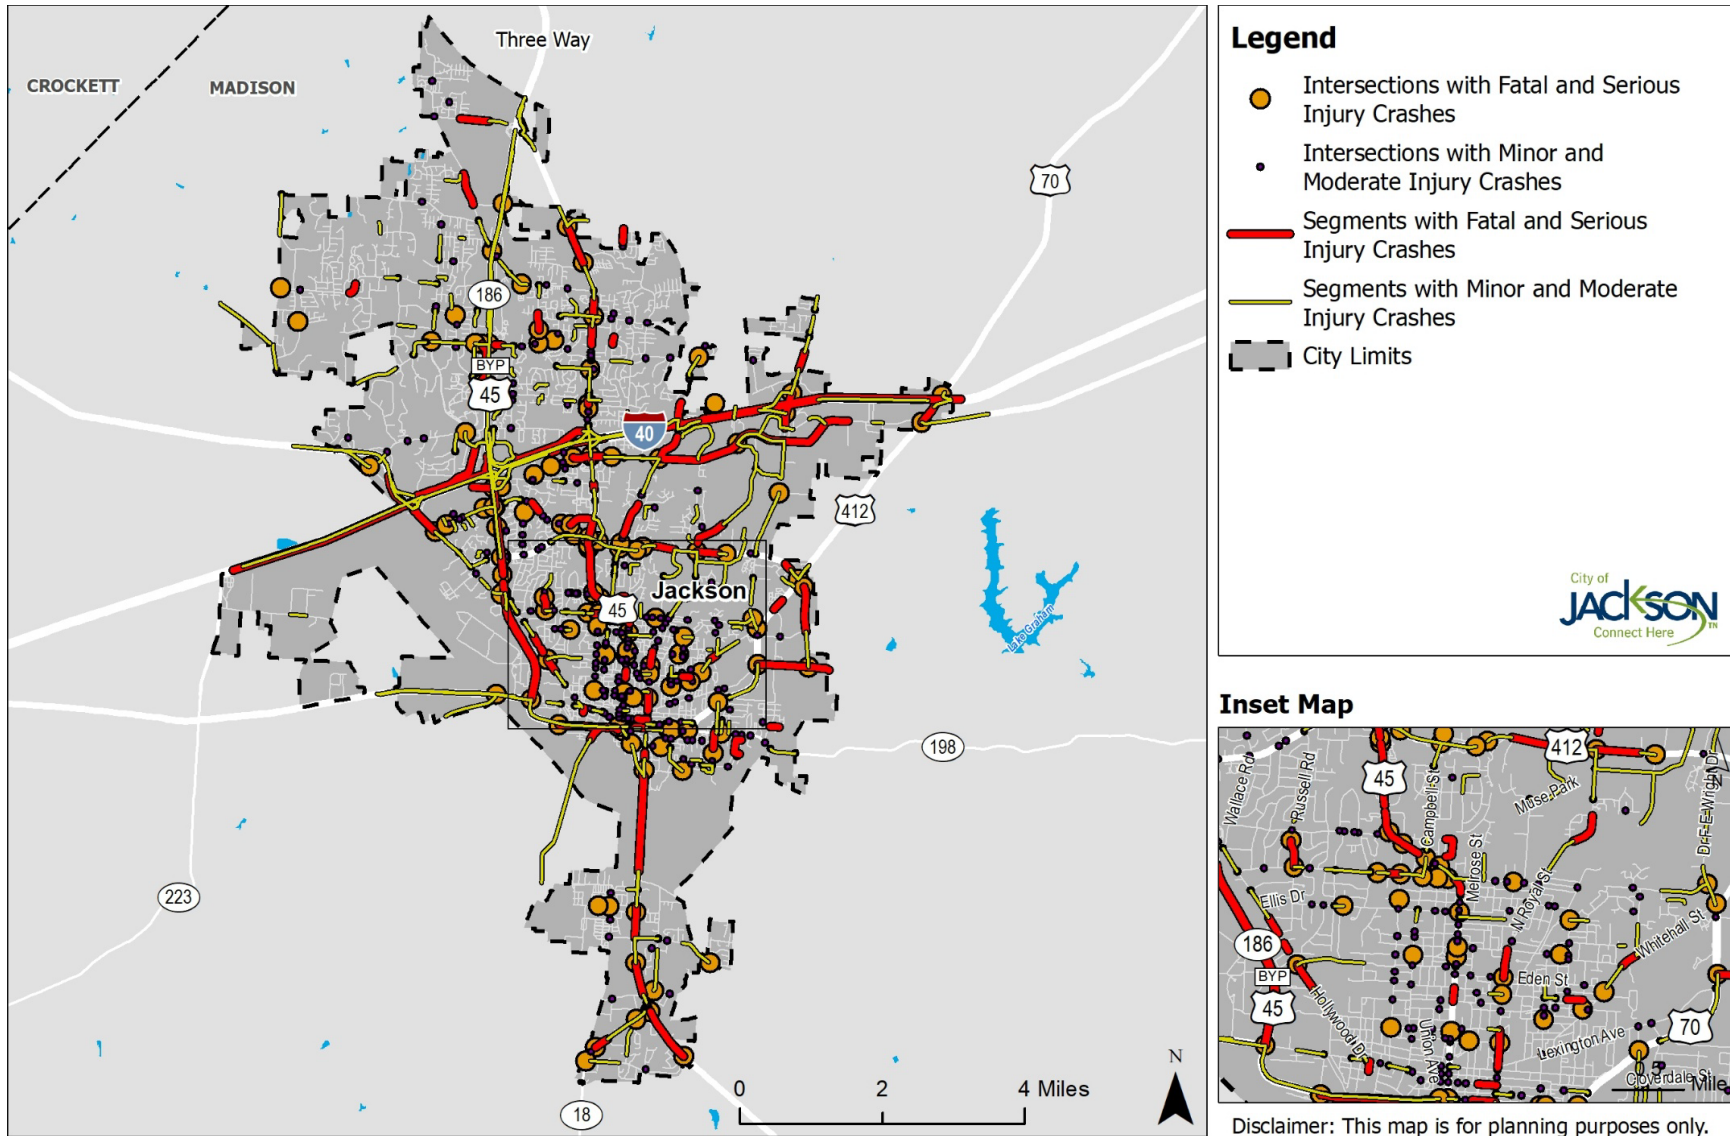 Three Way
CROCKETT
MADISON
70
186
BYP
45
40
412
Jackson
45
Lake Graham
198
223
18
N
0 2 4 Miles
Legend
Intersections with Fatal and Serious
Injury Crashes
Intersections with Minor and
Moderate Injury Crashes
Segments with Fatal and Serious
Injury Crashes
Segments with Minor and Moderate
Injury Crashes
City Limits
City of
JACKSON
TN
Connect Here
Inset Map
412
45
Wallace Rd
Russell Rd
Campbell St
Muse Park
Dr F E Wright Dr
N
Melrose St
N Royal St
Ellis Dr
Whitehall St
186
BYP
45
Eden St
Hollywood Dr
Union Ave
Lexington Ave
70
Cloverdale St
Mile
Disclaimer: This map is for planning purposes only.